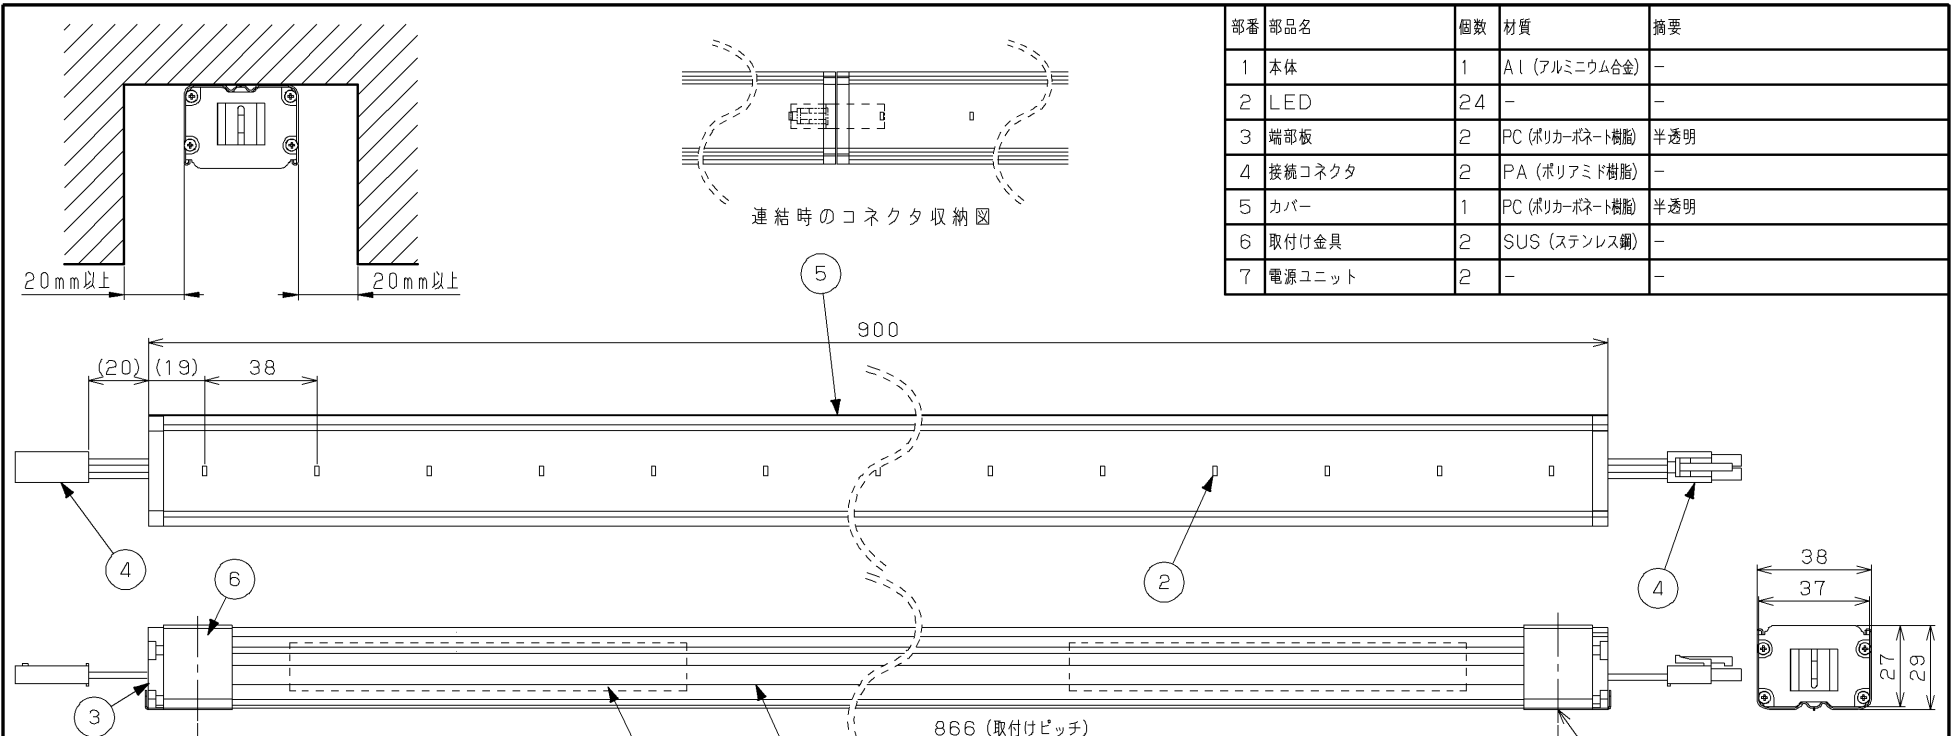 部番 部品名 個数 材質 摘要
1 本体 1 Al (アルミニウム合金) -
2 LED 24 - -
3 端部板 2 PC (ポリカーボネート樹脂) 半透明
4 接続コネクタ 2 PA (ポリアミド樹脂) -
5 カバー 1 PC (ポリカーボネート樹脂) 半透明
6 取付け金具 2 SUS (ステンレス鋼) -
7 電源ユニット 2 - -
20mm以上 20mm以上
連結時のコネクタ収納図
5
900
(20) (19) 38
4
6
2
4
38
37
27
29
3
866 (取付けピッチ)